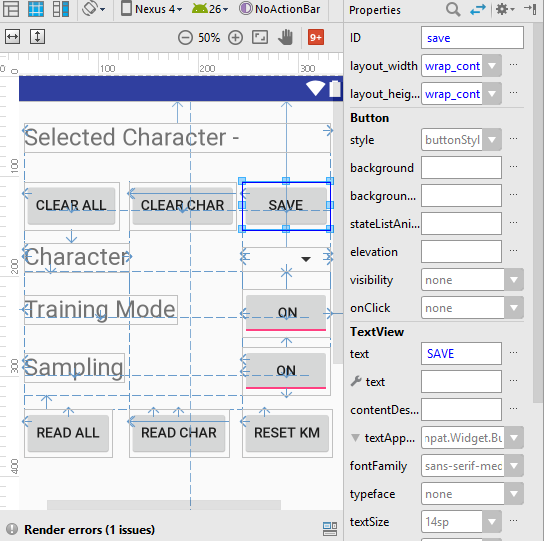 Nexus 4
26
NoActionBar
Properties
50%
9+
ID
save
layout_width
wrap_cont
layout_heig...
wrap_cont
0
100
200
300
0
100
200
300
400
Selected Character -
CLEAR ALL
CLEAR CHAR
SAVE
Character
Training Mode
ON
Sampling
ON
READ ALL
READ CHAR
RESET KM
Render errors (1 issues)
Button
style
buttonStyl
background
backgroun...
stateListAni...
elevation
visibility
none
onClick
none
TextView
text
SAVE
text
contentDes...
textApp...
npat.Widget.Bu
fontFamily
sans-serif-med
typeface
none
textSize
14sp